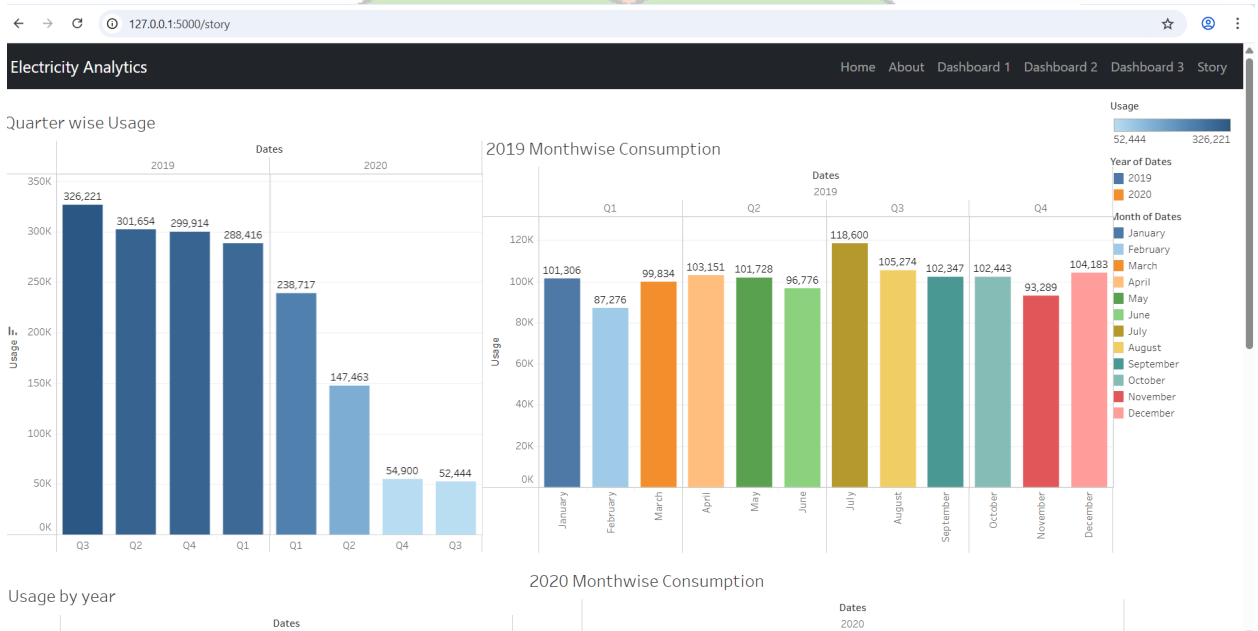 127.0.0.1:5000/story
Electricity Analytics
Home About Dashboard 1 Dashboard 2 Dashboard 3 Story
Quarter wise Usage
Dates
2019 2020
350K
300K
250K
200K
150K
100K
50K
0K
Usage
326,221
301,654
299,914
288,416
238,717
147,463
54,900
52,444
Q3 Q2 Q4 Q1 Q1 Q2 Q4 Q3
2019 Monthwise Consumption
Dates
2019
Q1 Q2 Q3 Q4
120K
100K
80K
60K
40K
20K
0K
Usage
101,306
87,276
99,834
103,151
101,728
96,776
118,600
105,274
102,347
102,443
93,289
104,183
January
February
March
April
May
June
July
August
September
October
November
December
Usage
52,444 326,221
Year of Dates
2019
2020
Month of Dates
January
February
March
April
May
June
July
August
September
October
November
December
Usage by year
Dates
2020 Monthwise Consumption
Dates
2020